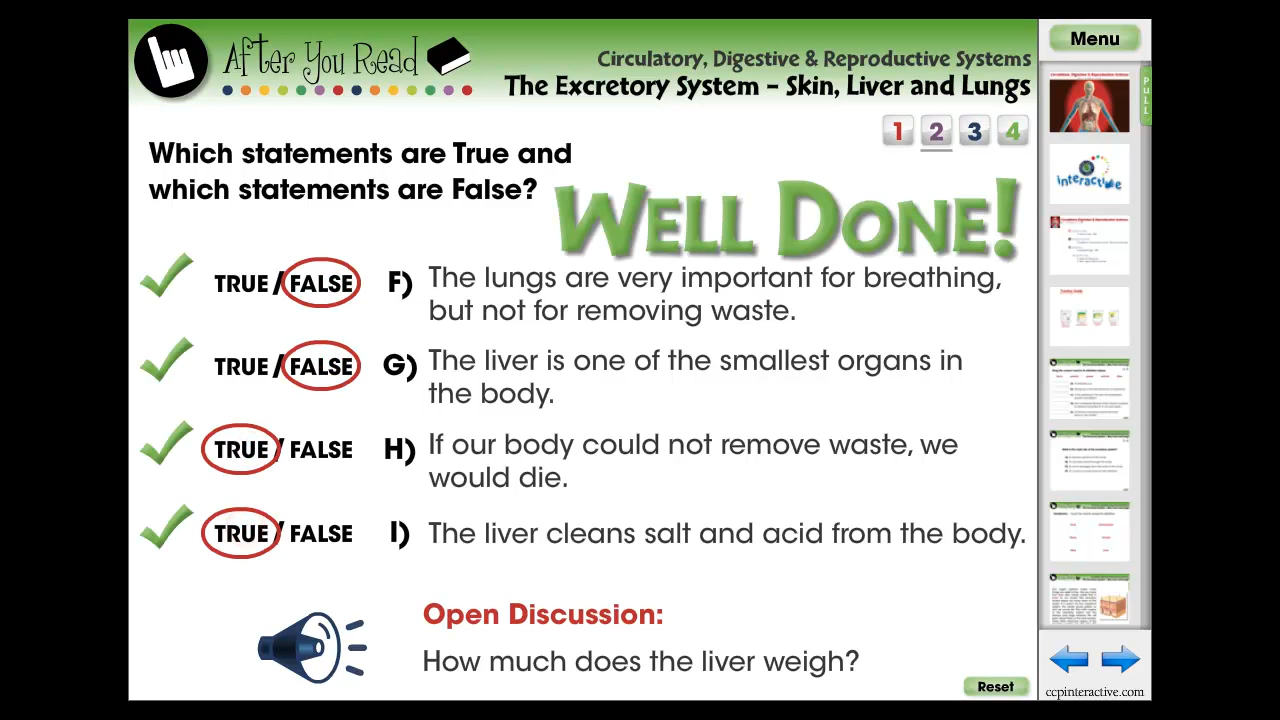 After You Read
Circulatory, Digestive & Reproductive Systems
The Excretory System – Skin, Liver and Lungs
Menu
PULL
1 2 3 4
Which statements are True and
which statements are False?
WELL DONE!
TRUE / FALSE F) The lungs are very important for breathing,
but not for removing waste.
TRUE / FALSE G) The liver is one of the smallest organs in
the body.
TRUE / FALSE H) If our body could not remove waste, we
would die.
TRUE / FALSE I) The liver cleans salt and acid from the body.
Open Discussion:
How much does the liver weigh?
Reset
interactive
ccpinteractive.com